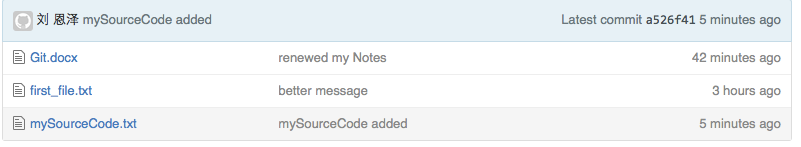 刘 恩泽 mySourceCode added Latest commit a526f41 5 minutes ago
Git.docx renewed my Notes 42 minutes ago
first_file.txt better message 3 hours ago
mySourceCode.txt mySourceCode added 5 minutes ago